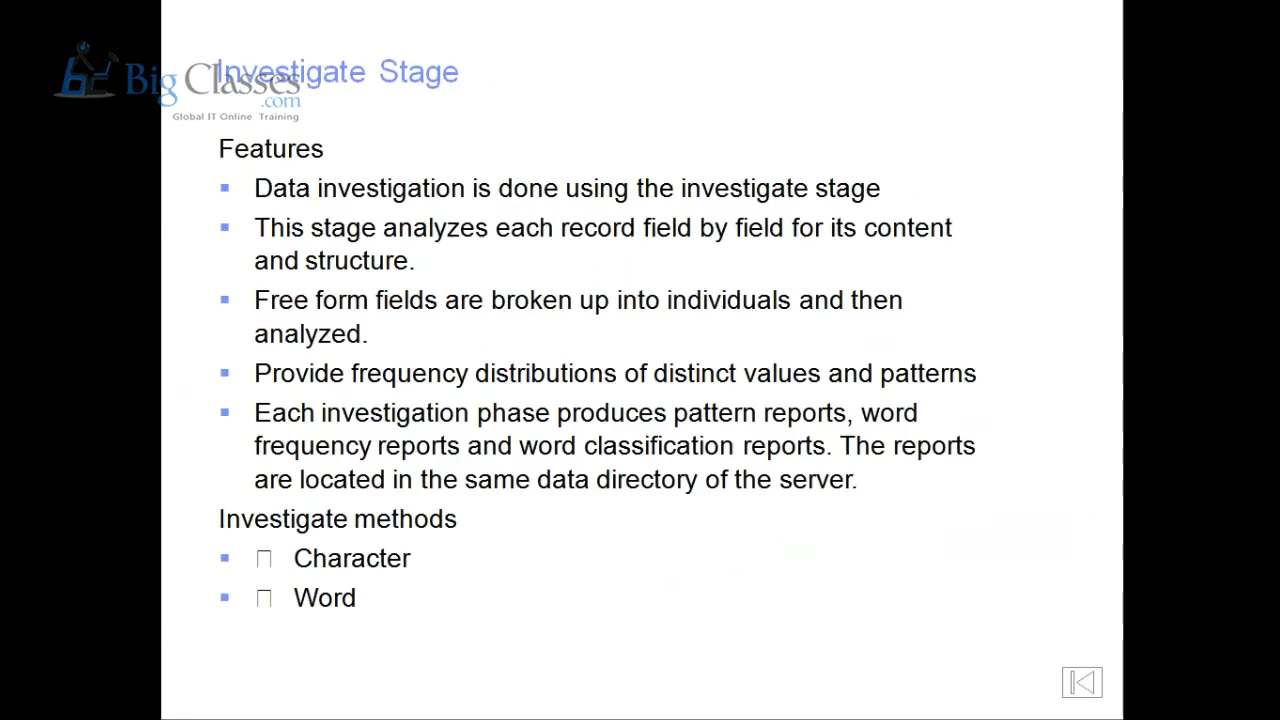 Investigate Stage
Big Classes
.com
Global IT Online Training
Features
Data investigation is done using the investigate stage
This stage analyzes each record field by field for its content
and structure.
Free form fields are broken up into individuals and then
analyzed.
Provide frequency distributions of distinct values and patterns
Each investigation phase produces pattern reports, word
frequency reports and word classification reports. The reports
are located in the same data directory of the server.
Investigate methods
Character
Word